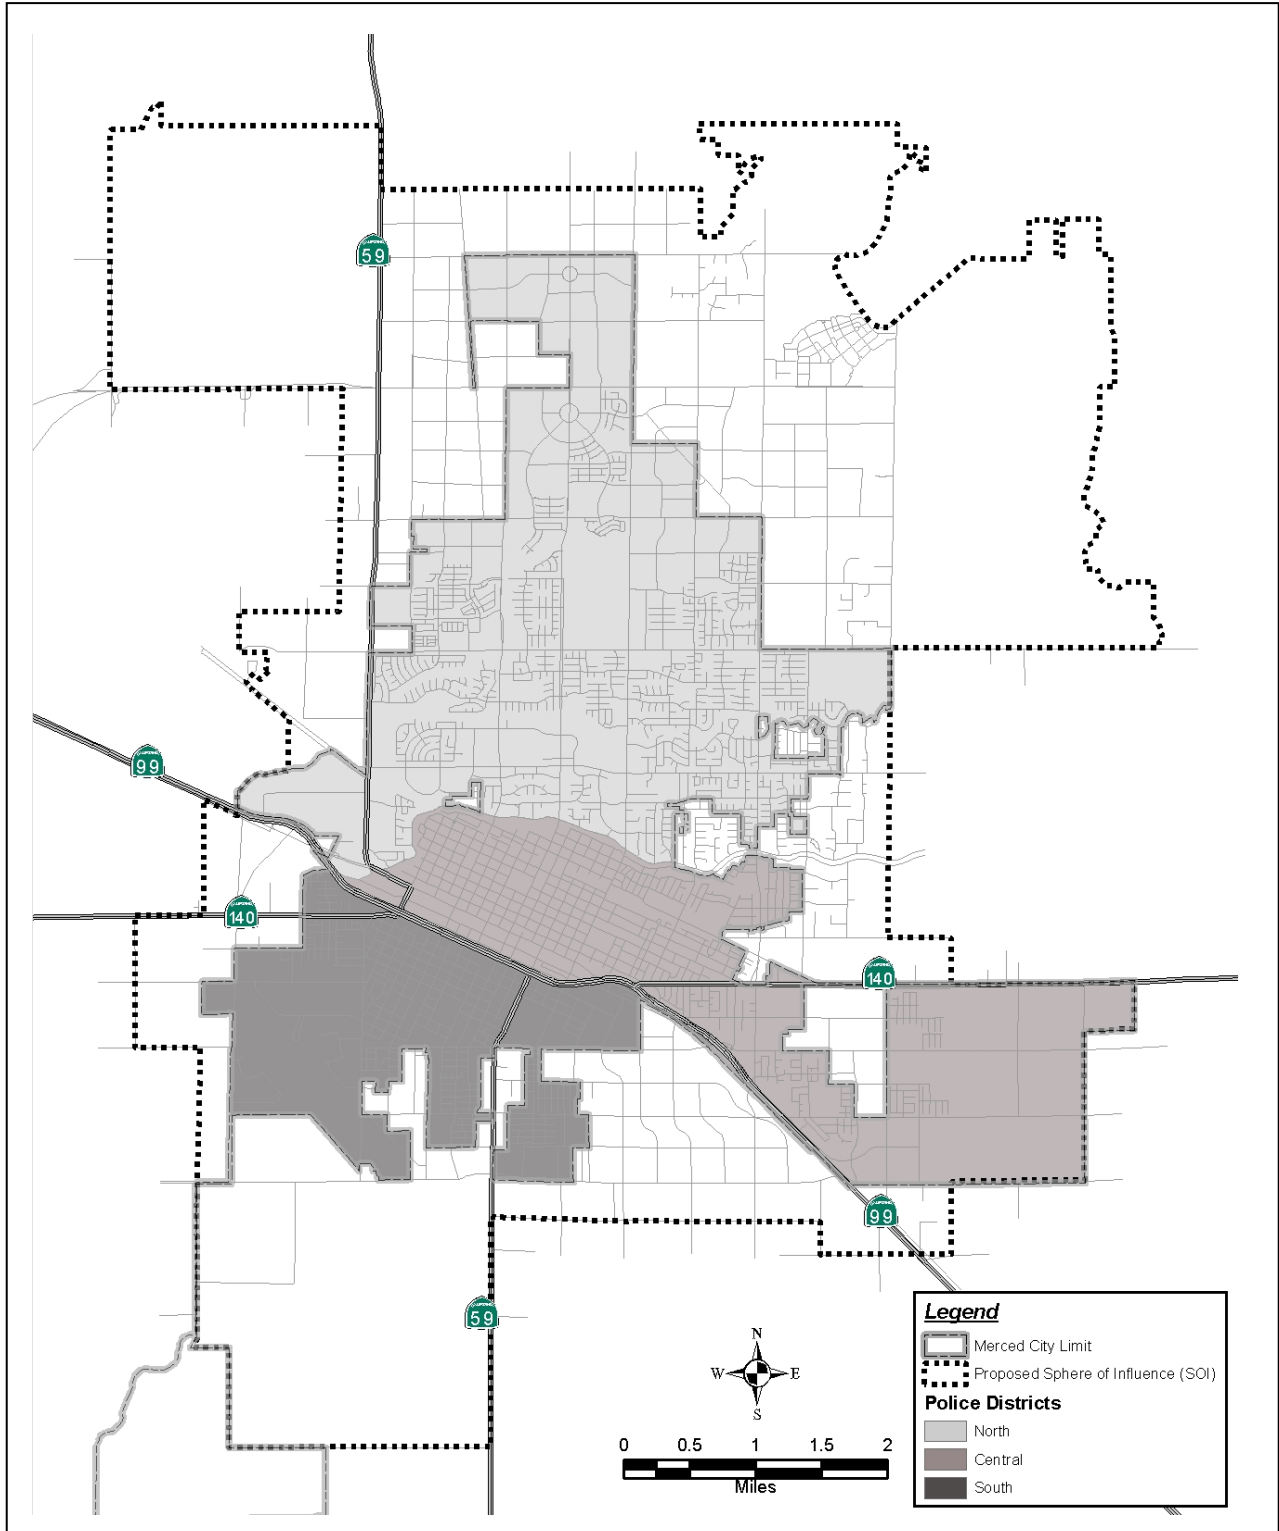 59
99
140
140
99
59
Legend
Merced City Limit
Proposed Sphere of Influence (SOI)
Police Districts
North
Central
South
N
W E
S
0 0.5 1 1.5 2
Miles